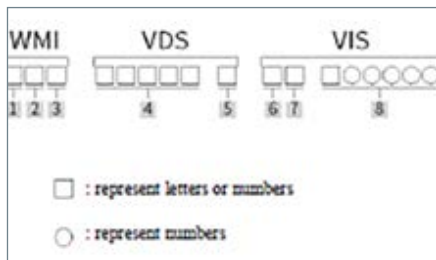 WMI VDS VIS
1 2 3 4 5 6 7 8
: represent letters or numbers
: represent numbers